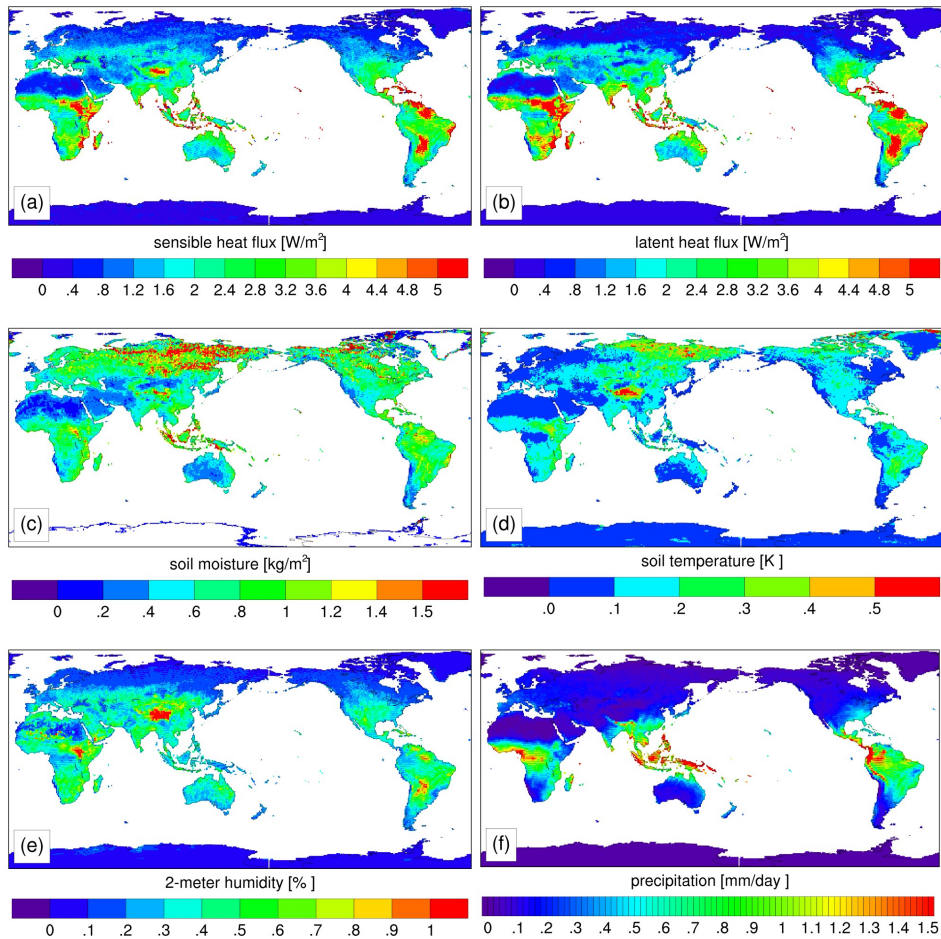 (a)
(b)
sensible heat flux [W/m²]
latent heat flux [W/m²]
0 .4 .8 1.2 1.6 2 2.4 2.8 3.2 3.6 4 4.4 4.8 5
0 .4 .8 1.2 1.6 2 2.4 2.8 3.2 3.6 4 4.4 4.8 5
(c)
(d)
soil moisture [kg/m²]
soil temperature [K ]
0 .2 .4 .6 .8 1 1.2 1.4 1.5
.0 .1 .2 .3 .4 .5
(e)
(f)
2-meter humidity [% ]
precipitation [mm/day ]
0 .1 .2 .3 .4 .5 .6 .7 .8 .9 1
0 .1 .2 .3 .4 .5 .6 .7 .8 .9 1 1.1 1.2 1.3 1.4 1.5